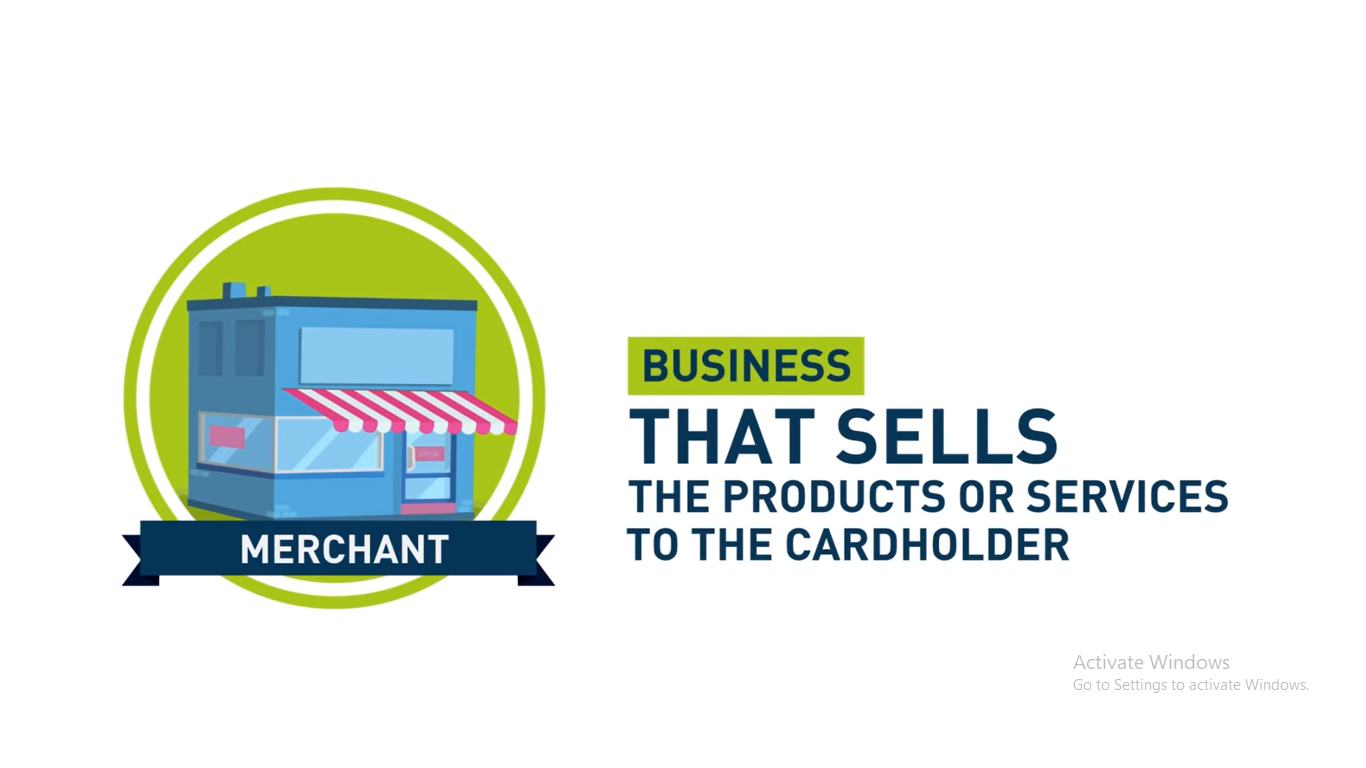 BUSINESS
THAT SELLS
THE PRODUCTS OR SERVICES
TO THE CARDHOLDER
MERCHANT
Activate Windows
Go to Settings to activate Windows.